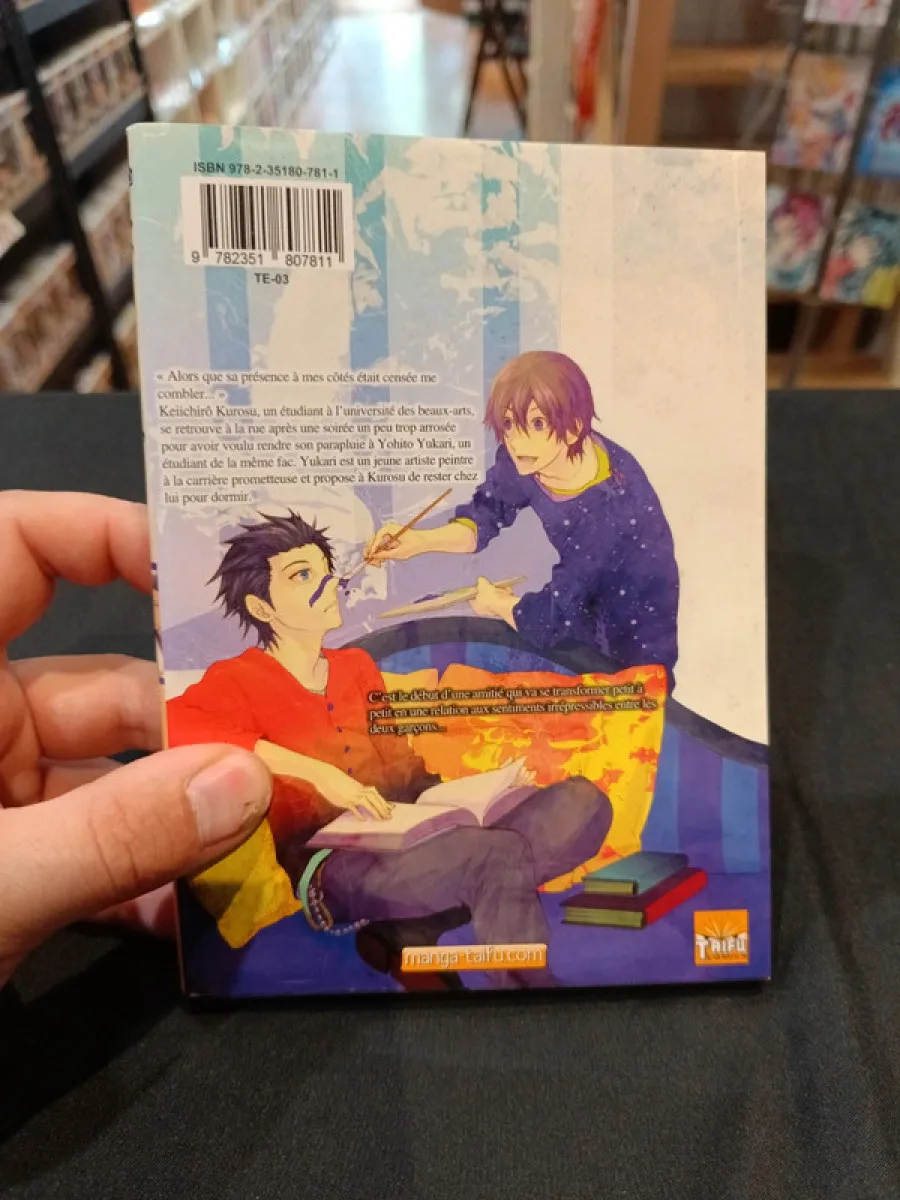 ISBN 978-2-35180-781-1
9 782351 807811
TE-03
« Alors que sa présence à mes côtés était censée me
combler... »
Keiichirô Kurosu, un étudiant à l'université des beaux-arts,
se retrouve à la rue après une soirée un peu trop arrosée
pour avoir voulu rendre son parapluie à Yohito Yukari, un
étudiant de la même fac. Yukari est un jeune artiste peintre
à la carrière prometteuse et propose à Kurosu de rester chez
lui pour dormir.
C'est le début d'une amitié qui va se transformer petit à
petit en une relation aux sentiments irrépressibles entre les
deux garçons...
manga-taifu.com
TAIFU
COMICS